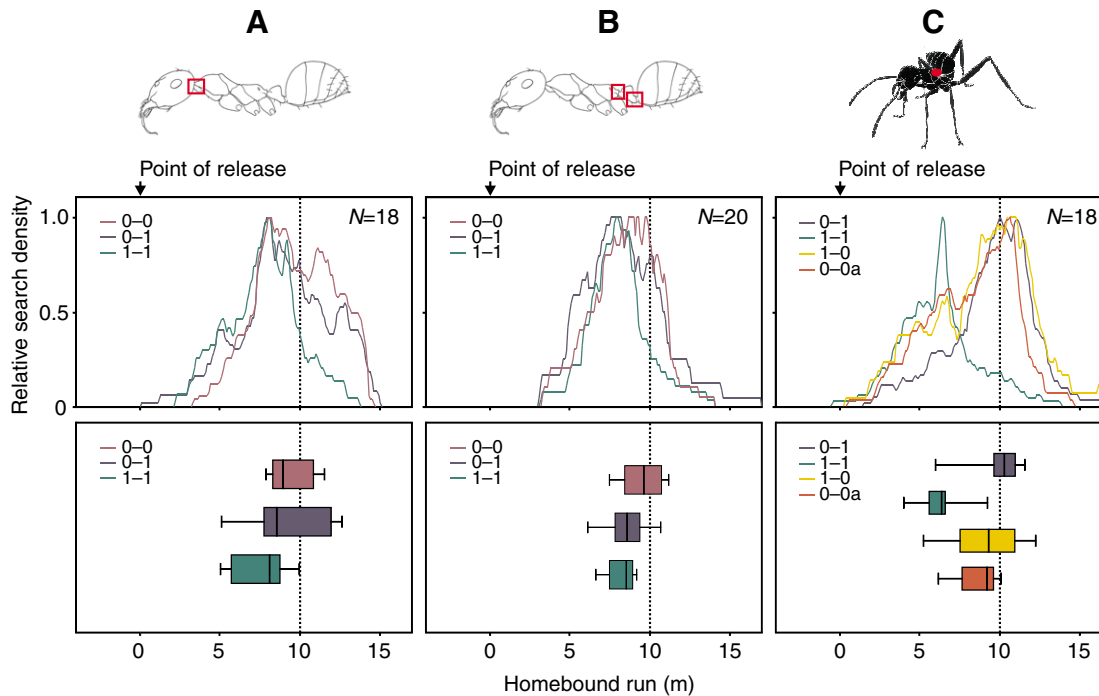 A B C
Point of release Point of release Point of release
Relative search density
1.0
0.5
0
0–0
0–1
1–1
N=18
0–0
0–1
1–1
N=20
0–1
1–1
1–0
0–0a
N=18
0–0
0–1
1–1
0–0
0–1
1–1
0–1
1–1
1–0
0–0a
0 5 10 15 0 5 10 15 0 5 10 15
Homebound run (m)